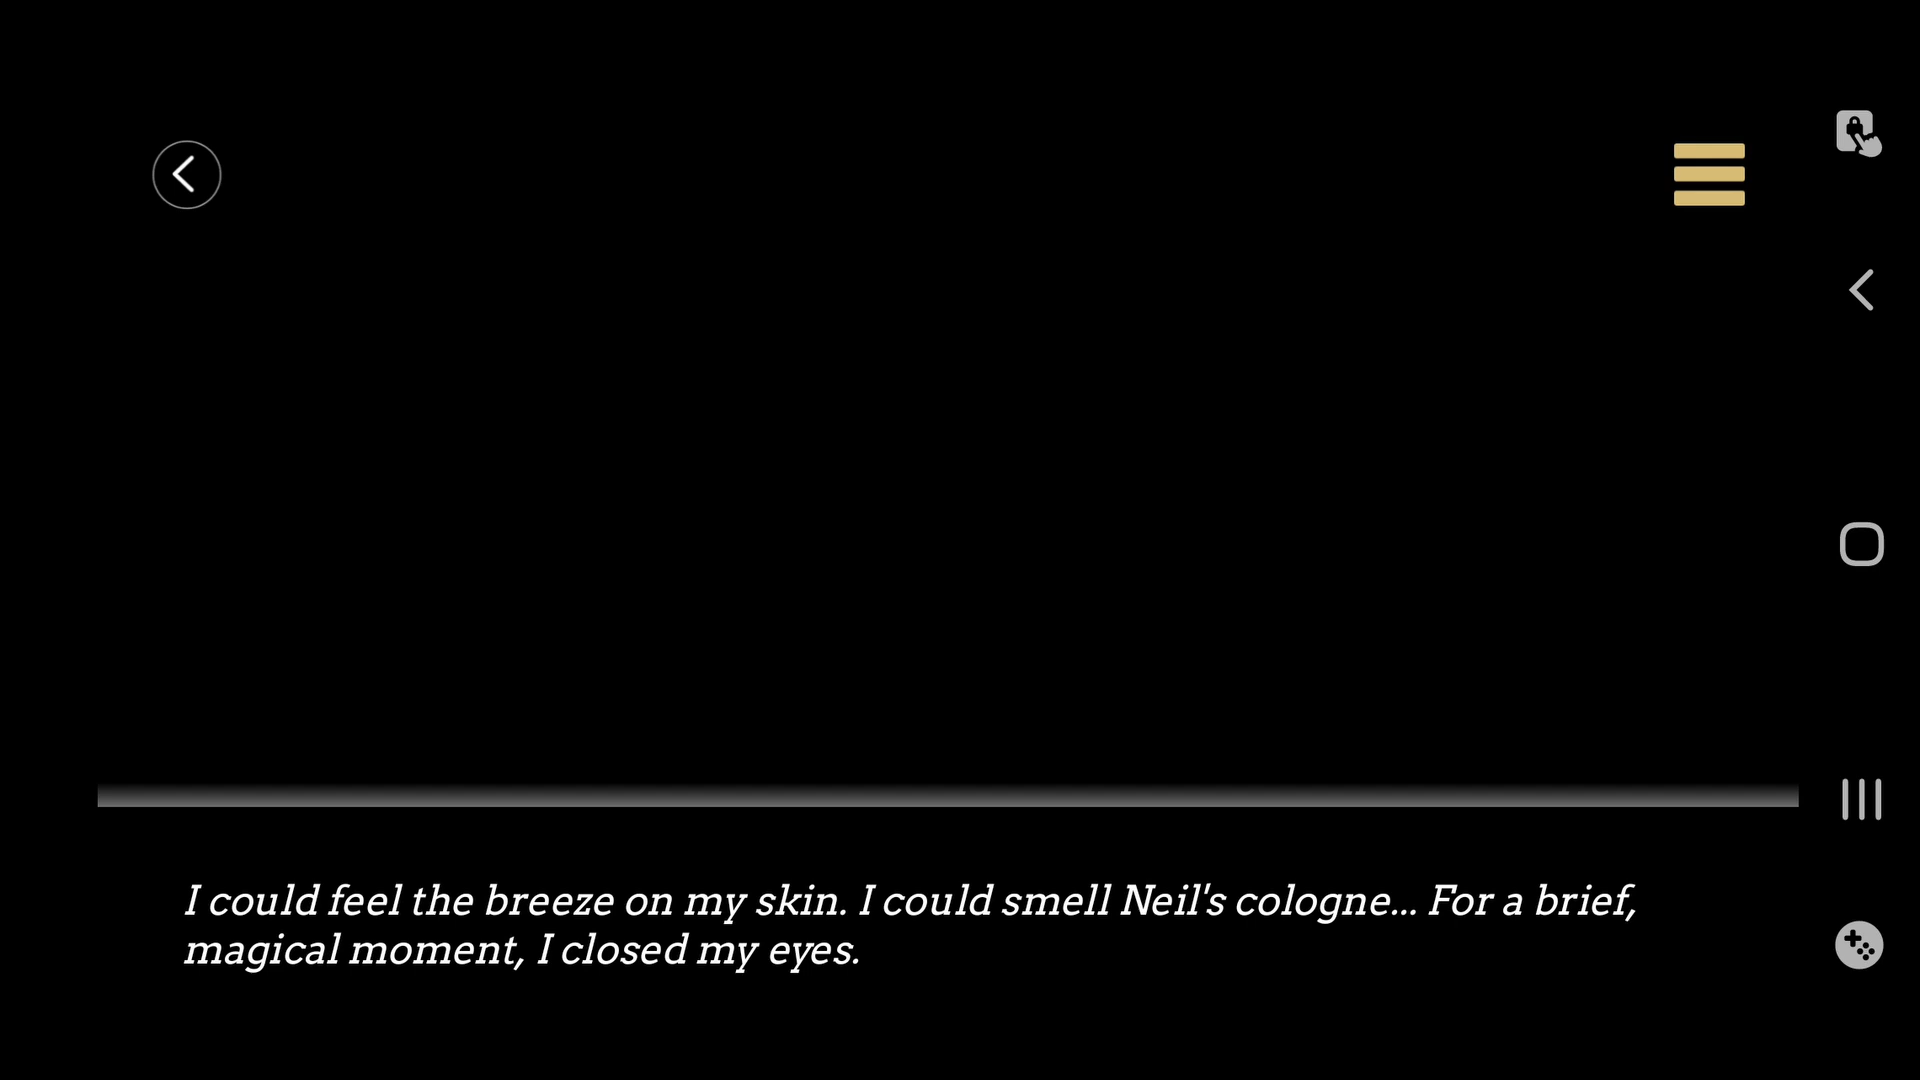 I could feel the breeze on my skin. I could smell Neil's cologne... For a brief,
magical moment, I closed my eyes.